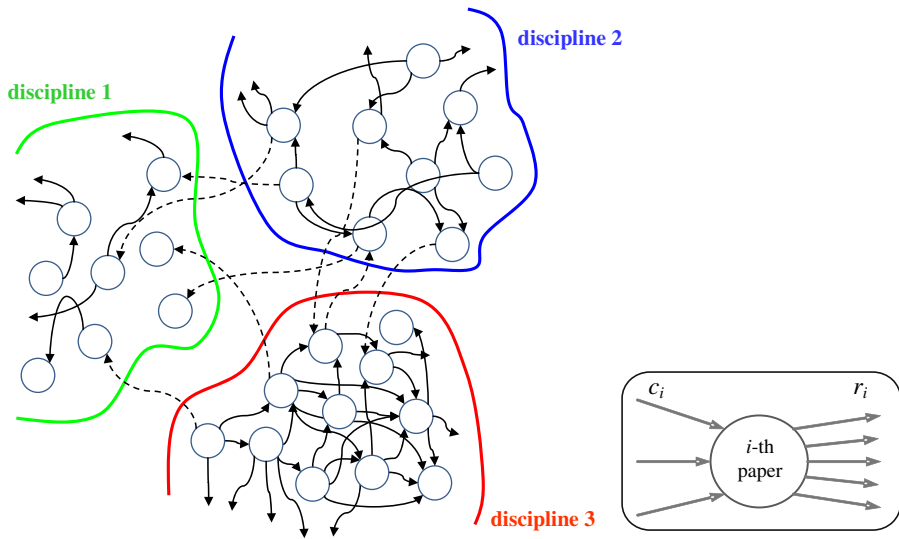 discipline 2
discipline 1
discipline 3
c_i
r_i
i-th
paper